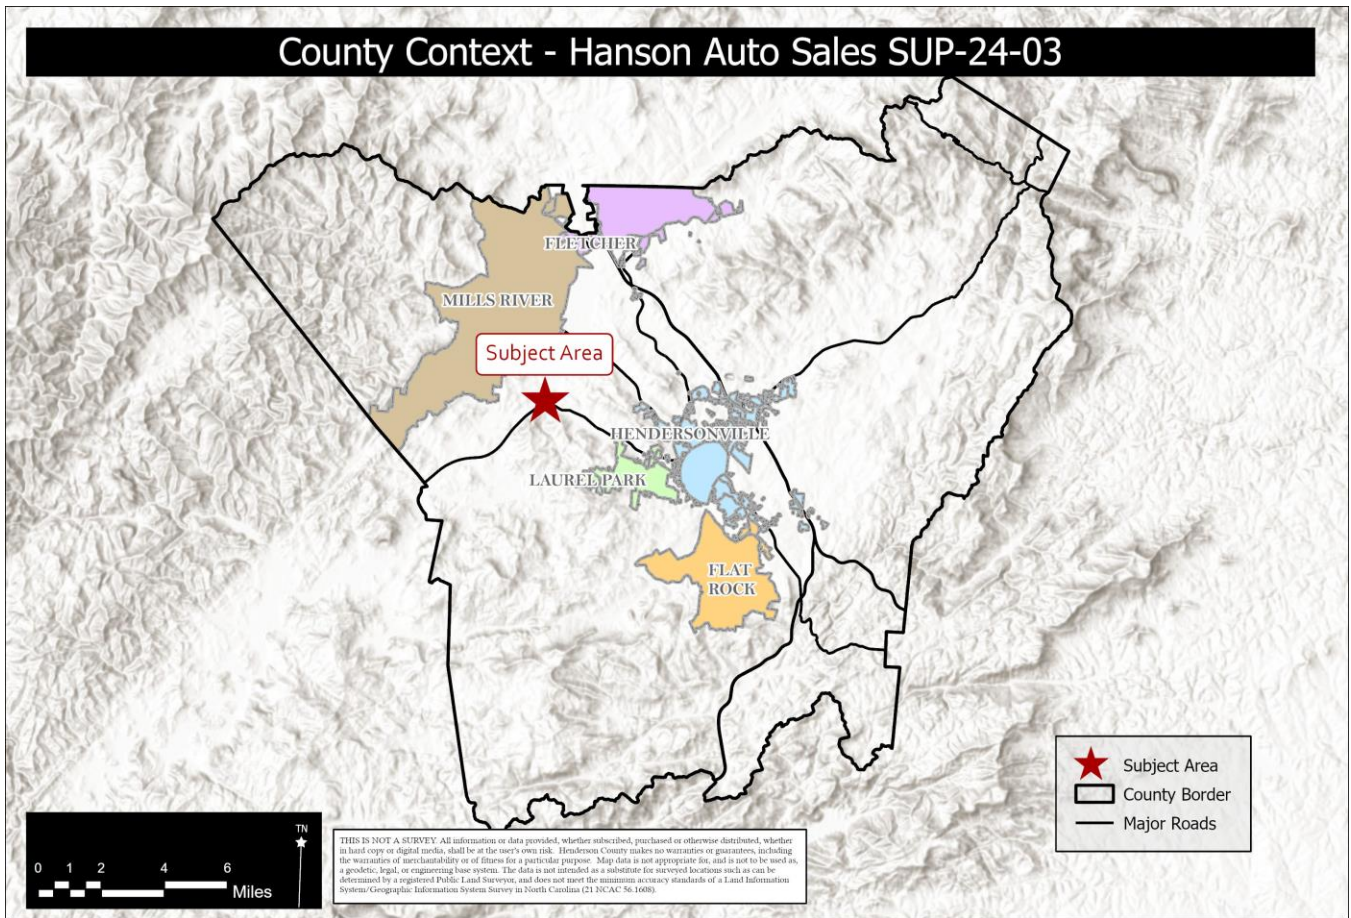 County Context - Hanson Auto Sales SUP-24-03
FLETCHER
MILLS RIVER
Subject Area
HENDERSONVILLE
LAUREL PARK
FLAT
ROCK
Subject Area
County Border
Major Roads
TN
0 1 2 4 6
Miles
THIS IS NOT A SURVEY. All information or data provided, whether subscribed, purchased or otherwise distributed, whether
in hard copy or digital media, shall be at the user's own risk. Henderson County makes no warranties or guarantees, including
the warranties of merchantability or of fitness for a particular purpose. Map data is not appropriate for, and is not to be used as,
a geodetic, legal, or engineering base system. The data is not intended as a substitute for surveyed locations such as can be
determined by a registered Public Land Surveyor, and does not meet the minimum accuracy standards of a Land Information
System/Geographic Information System Survey in North Carolina (21 NCAC 56.1608).